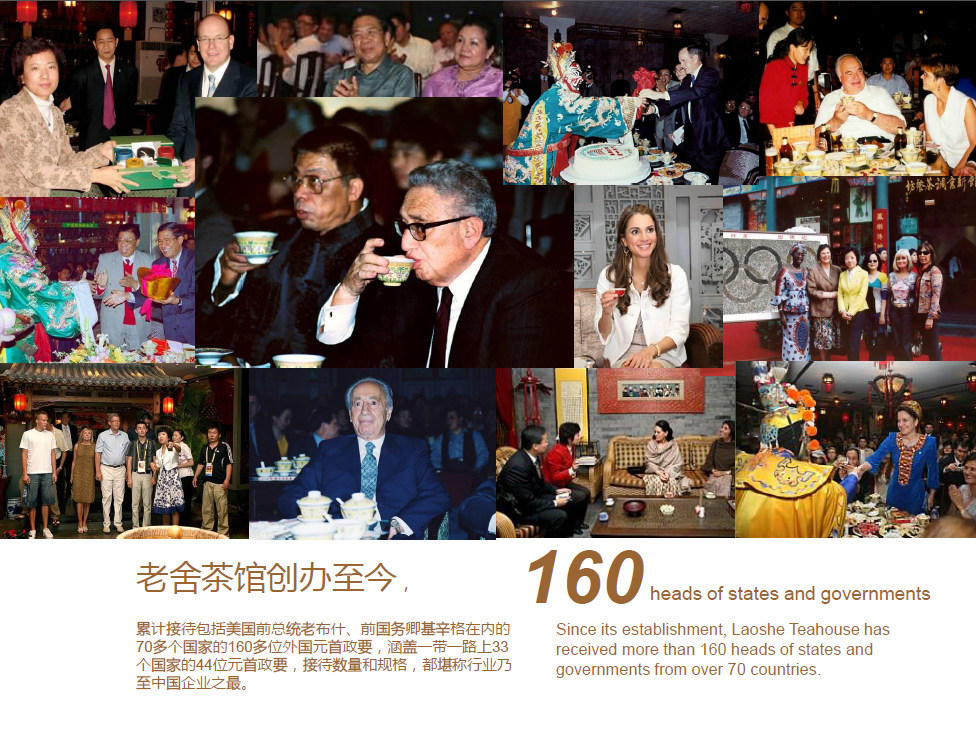 老舍茶馆创办至今，
累计接待包括美国前总统老布什、前国务卿基辛格在内的
70多个国家的160多位外国元首政要，涵盖一带一路上33
个国家的44位元首政要，接待数量和规格，都堪称行业乃
至中国企业之最。
160 heads of states and governments
Since its establishment, Laoshe Teahouse has
received more than 160 heads of states and
governments from over 70 countries.